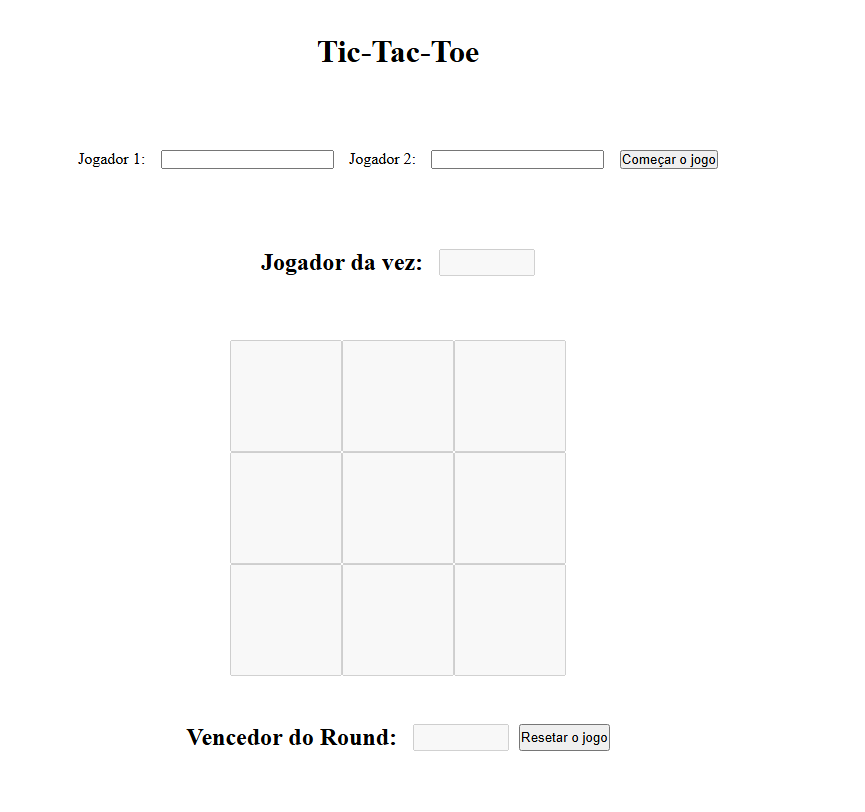 Tic-Tac-Toe
Jogador 1: Jogador 2: Começar o jogo
Jogador da vez:
Vencedor do Round: Resetar o jogo